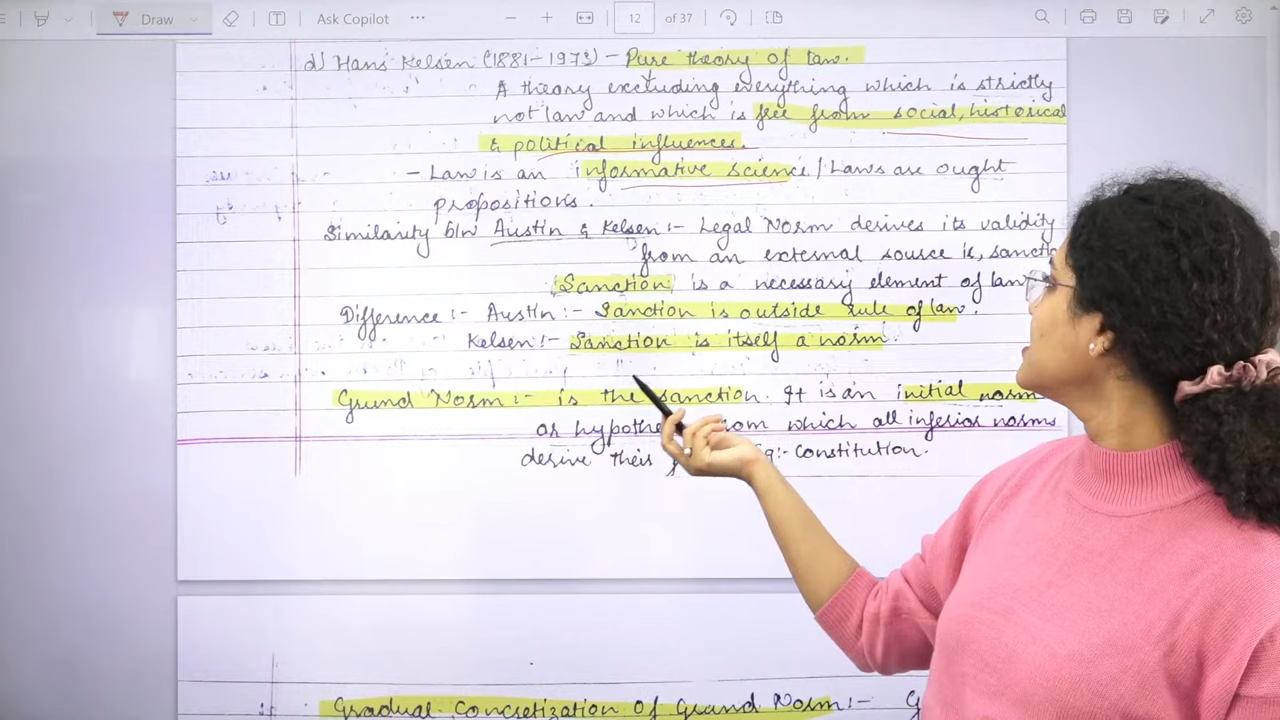 Draw
Ask Copilot
12 of 37
d) Hans Kelsen (1881-1973) - Pure theory of law.
A theory excluding everything which is strictly
not law and which is free from social, historical
& political influences.
- Law is an informative science / Laws are ought
propositions.
Similarity b/w Austin & Kelsen :- Legal Norm derives its validity
from an external source ie, sanctio
Sanction is a necessary element of law
Difference :- Austin :- Sanction is outside rule of law.
Kelsen :- Sanction is itself a norm.
Grund Norm :- is the sanction. It is an initial norm
or hypothe from which all inferior norms
derive their Eg:- Constitution.
Gradual Concretization of Grand Norm :- G